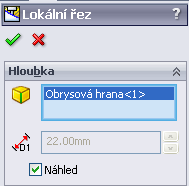 Lokální řez
?
Hloubka
Obrysová hrana<1>
D1
22.00mm
Náhled